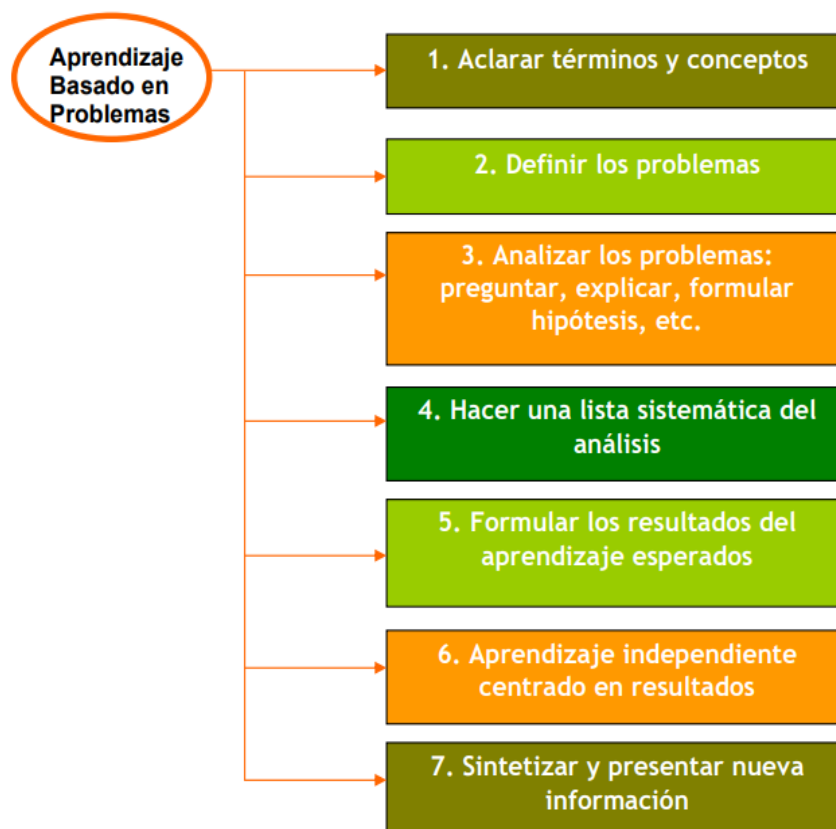 Aprendizaje
Basado en
Problemas
1. Aclarar términos y conceptos
2. Definir los problemas
3. Analizar los problemas:
preguntar, explicar, formular
hipótesis, etc.
4. Hacer una lista sistemática del
análisis
5. Formular los resultados del
aprendizaje esperados
6. Aprendizaje independiente
centrado en resultados
7. Sintetizar y presentar nueva
información